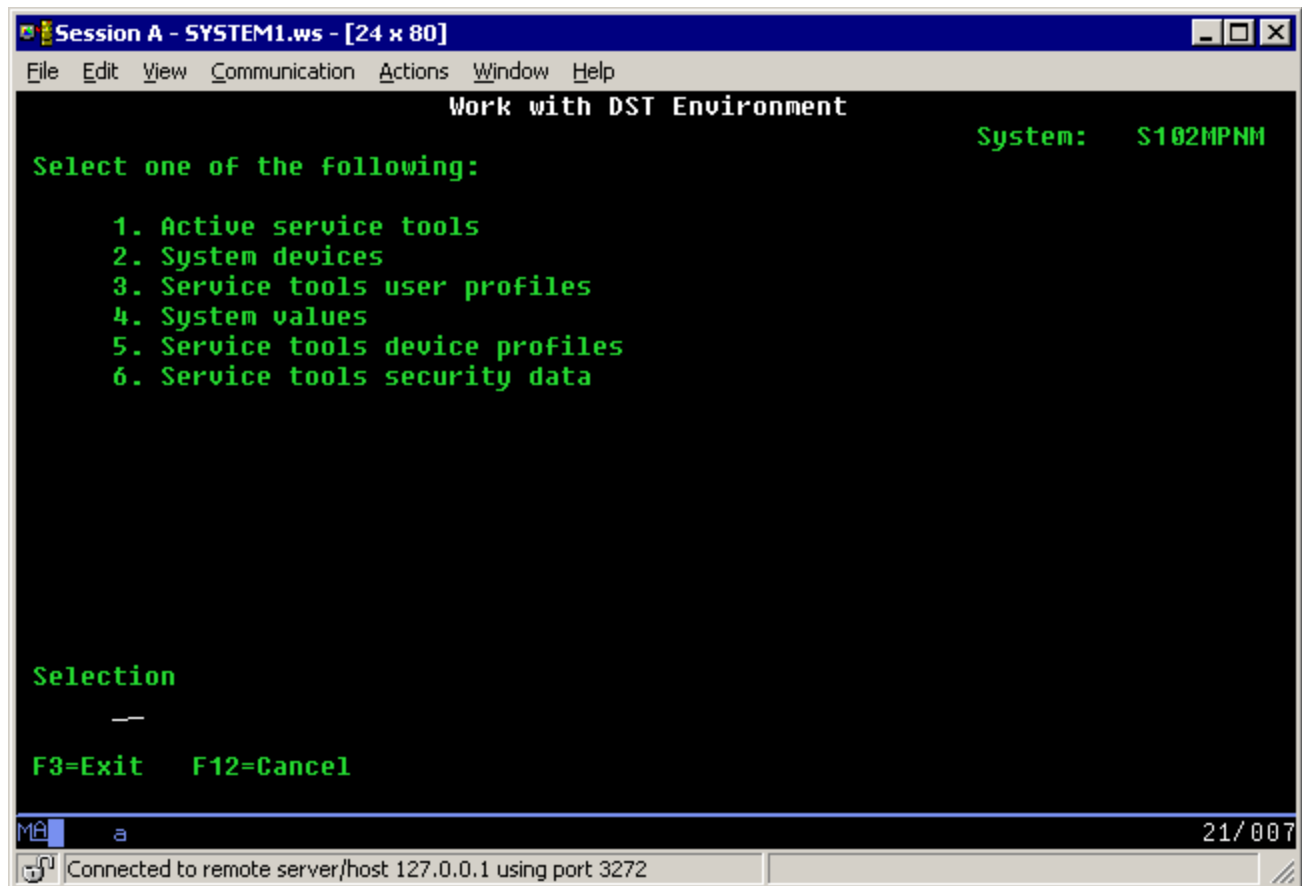 Session A - SYSTEM1.ws - [24 x 80]
File Edit View Communication Actions Window Help
Work with DST Environment
System: S102MPNM
Select one of the following:
1. Active service tools
2. System devices
3. Service tools user profiles
4. System values
5. Service tools device profiles
6. Service tools security data
Selection
__
F3=Exit F12=Cancel
MA a 21/007
Connected to remote server/host 127.0.0.1 using port 3272